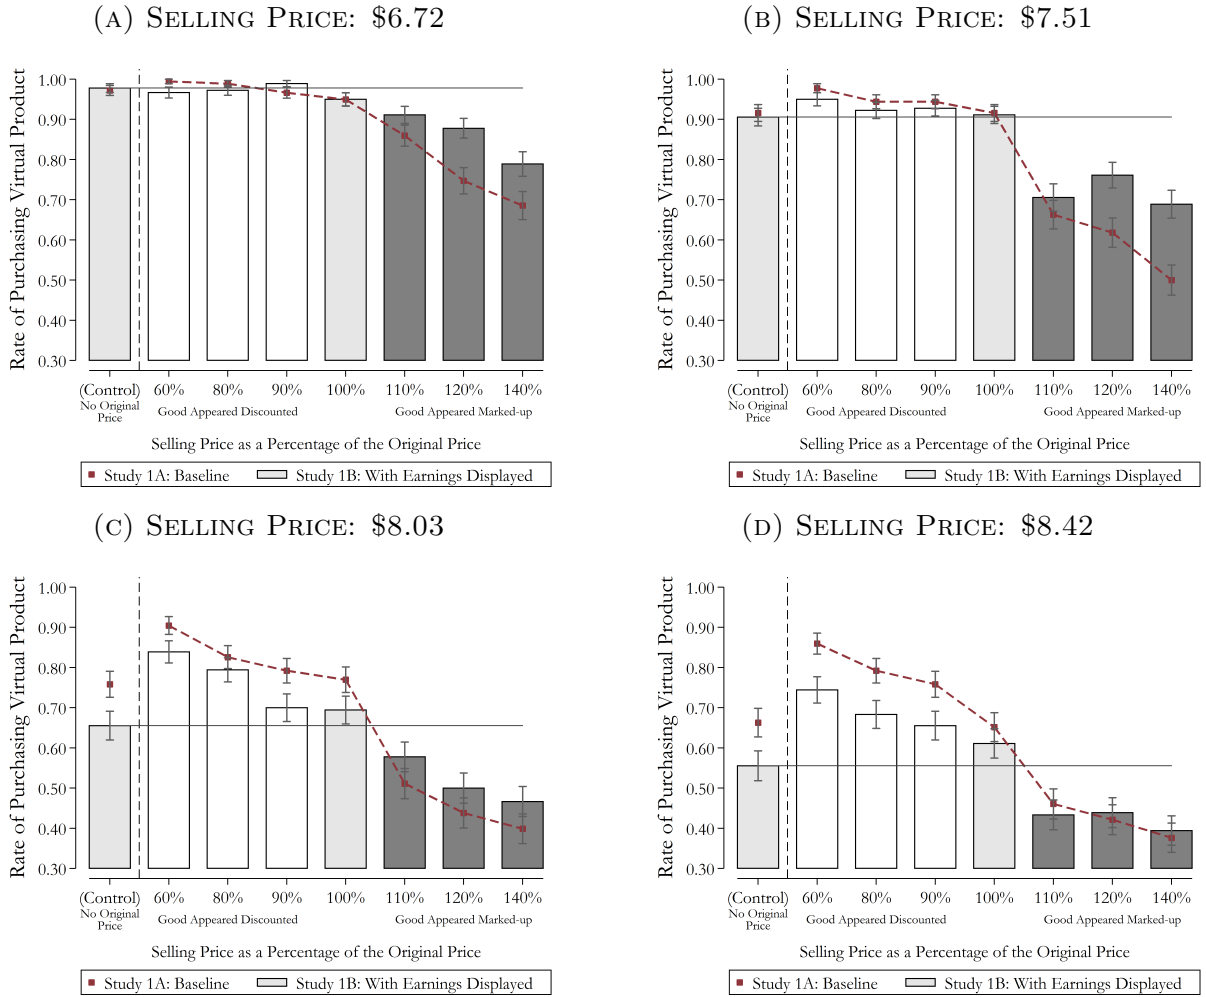 (A) SELLING PRICE: $6.72
Rate of Purchasing Virtual Product
1.00
0.90
0.80
0.70
0.60
0.50
0.40
0.30
(Control) 60% 80% 90% 100% 110% 120% 140%
No Original Good Appeared Discounted Good Appeared Marked-up
Price
Selling Price as a Percentage of the Original Price
Study 1A: Baseline Study 1B: With Earnings Displayed
(B) SELLING PRICE: $7.51
Rate of Purchasing Virtual Product
1.00
0.90
0.80
0.70
0.60
0.50
0.40
0.30
(Control) 60% 80% 90% 100% 110% 120% 140%
No Original Good Appeared Discounted Good Appeared Marked-up
Price
Selling Price as a Percentage of the Original Price
Study 1A: Baseline Study 1B: With Earnings Displayed
(C) SELLING PRICE: $8.03
Rate of Purchasing Virtual Product
1.00
0.90
0.80
0.70
0.60
0.50
0.40
0.30
(Control) 60% 80% 90% 100% 110% 120% 140%
No Original Good Appeared Discounted Good Appeared Marked-up
Price
Selling Price as a Percentage of the Original Price
Study 1A: Baseline Study 1B: With Earnings Displayed
(D) SELLING PRICE: $8.42
Rate of Purchasing Virtual Product
1.00
0.90
0.80
0.70
0.60
0.50
0.40
0.30
(Control) 60% 80% 90% 100% 110% 120% 140%
No Original Good Appeared Discounted Good Appeared Marked-up
Price
Selling Price as a Percentage of the Original Price
Study 1A: Baseline Study 1B: With Earnings Displayed